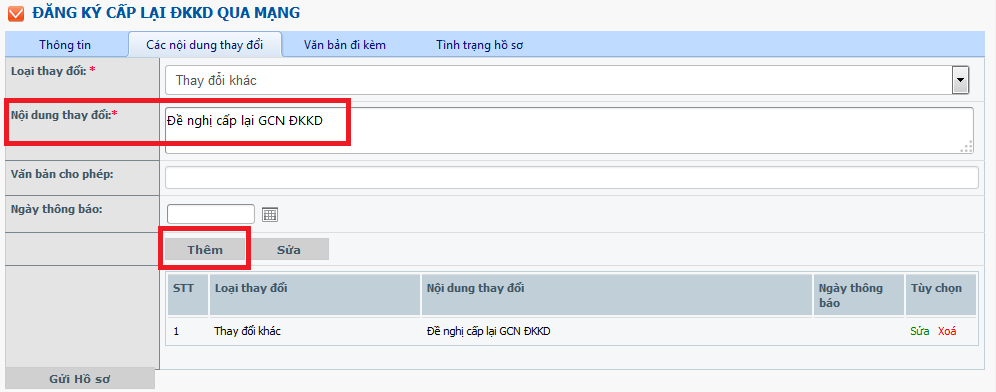 ĐĂNG KÝ CẤP LẠI ĐKKD QUA MẠNG
Thông tin Các nội dung thay đổi Văn bản đi kèm Tình trạng hồ sơ
Loại thay đổi: * Thay đổi khác
Nội dung thay đổi:* Đề nghị cấp lại GCN ĐKKD
Văn bản cho phép:
Ngày thông báo:
Thêm Sửa
STT Loại thay đổi Nội dung thay đổi Ngày thông báo Tùy chọn
1 Thay đổi khác Đề nghị cấp lại GCN ĐKKD Sửa Xoá
Gửi Hồ sơ